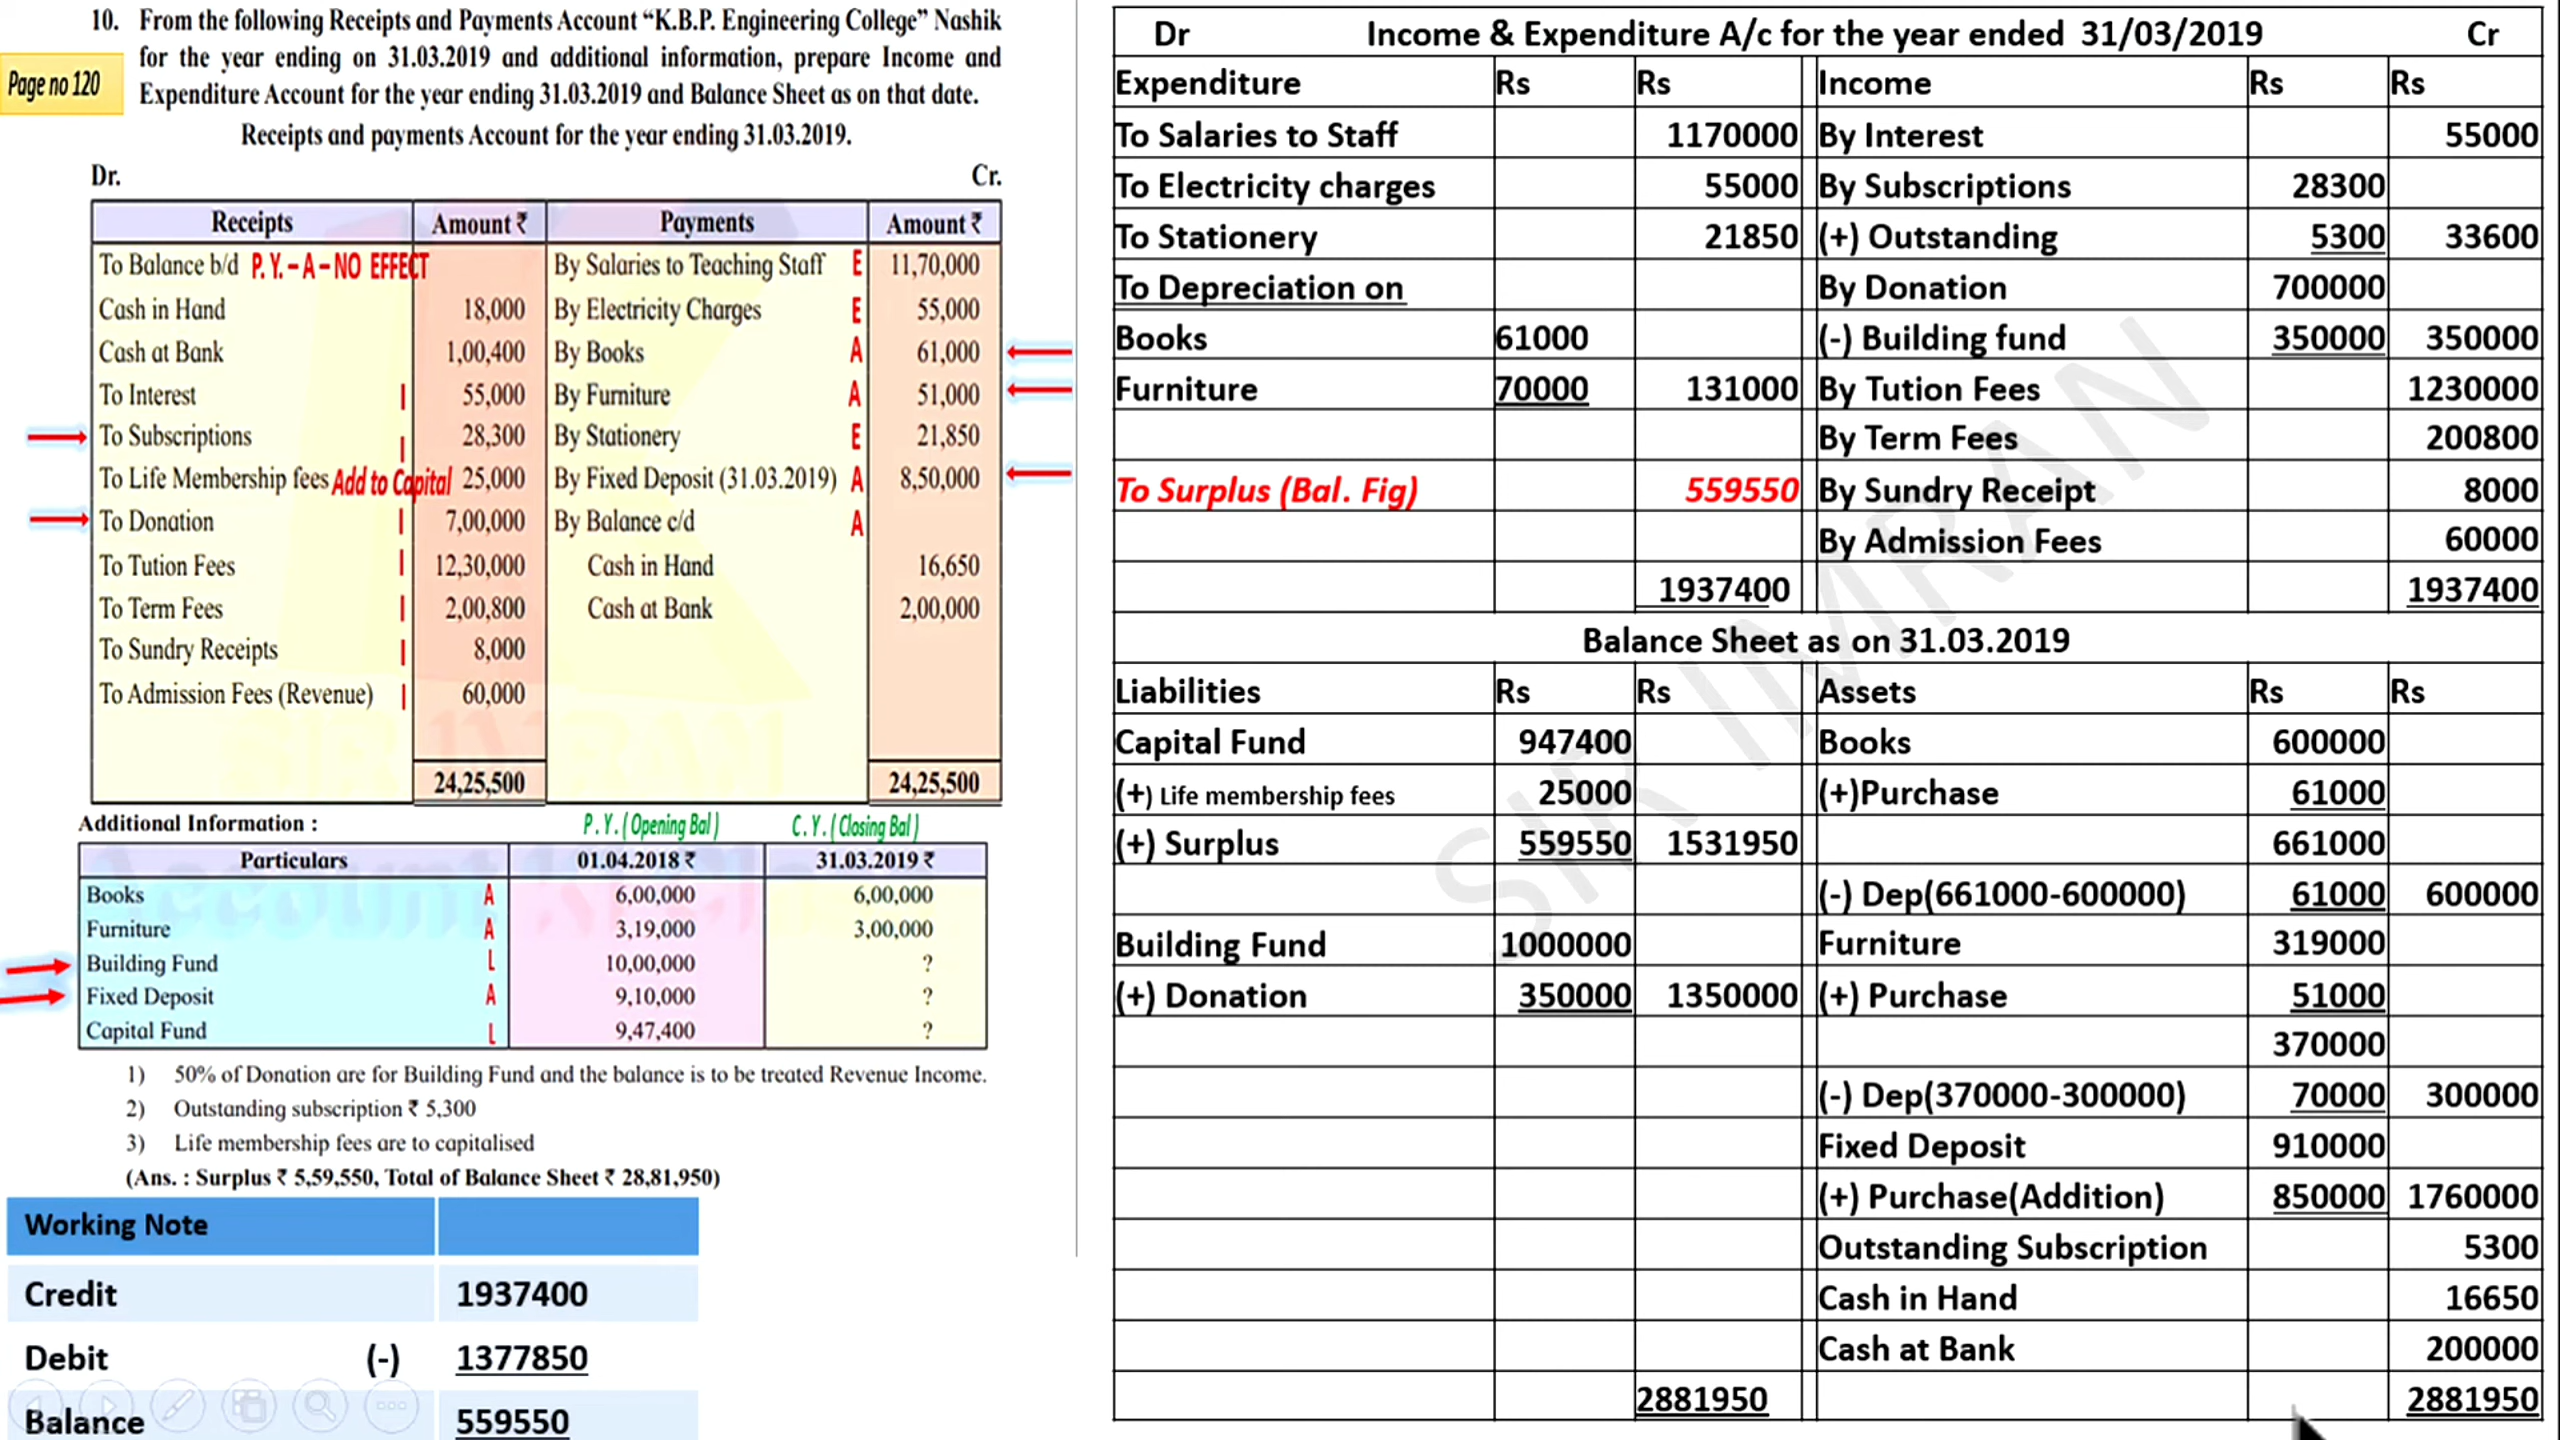 10. From the following Receipts and Payments Account “K.B.P. Engineering College” Nashik
for the year ending on 31.03.2019 and additional information, prepare Income and
Expenditure Account for the year ending 31.03.2019 and Balance Sheet as on that date.
Page no 120
Receipts and payments Account for the year ending 31.03.2019.
Dr. Cr.
Receipts Amount ₹ Payments Amount ₹
To Balance b/d P.Y.-A-NO EFFECT By Salaries to Teaching Staff E 11,70,000
Cash in Hand 18,000 By Electricity Charges E 55,000
Cash at Bank 1,00,400 By Books A 61,000
To Interest I 55,000 By Furniture A 51,000
To Subscriptions I 28,300 By Stationery E 21,850
To Life Membership fees Add to Capital 25,000 By Fixed Deposit (31.03.2019) A 8,50,000
To Donation I 7,00,000 By Balance c/d A
To Tution Fees I 12,30,000 Cash in Hand 16,650
To Term Fees I 2,00,800 Cash at Bank 2,00,000
To Sundry Receipts I 8,000
To Admission Fees (Revenue) I 60,000
24,25,500 24,25,500
Additional Information : P.Y. (Opening Bal) C.Y. (Closing Bal)
Particulars 01.04.2018 ₹ 31.03.2019 ₹
Books A 6,00,000 6,00,000
Furniture A 3,19,000 3,00,000
Building Fund L 10,00,000 ?
Fixed Deposit A 9,10,000 ?
Capital Fund L 9,47,400 ?
1) 50% of Donation are for Building Fund and the balance is to be treated Revenue Income.
2) Outstanding subscription ₹ 5,300
3) Life membership fees are to capitalised
(Ans. : Surplus ₹ 5,59,550, Total of Balance Sheet ₹ 28,81,950)
Working Note
Credit 1937400
Debit (-) 1377850
Balance 559550
Dr Income & Expenditure A/c for the year ended 31/03/2019 Cr
Expenditure Rs Rs Income Rs Rs
To Salaries to Staff 1170000 By Interest 55000
To Electricity charges 55000 By Subscriptions 28300
To Stationery 21850 (+) Outstanding 5300 33600
To Depreciation on By Donation 700000
Books 61000 (-) Building fund 350000 350000
Furniture 70000 131000 By Tution Fees 1230000
By Term Fees 200800
To Surplus (Bal. Fig) 559550 By Sundry Receipt 8000
By Admission Fees 60000
1937400 1937400
Balance Sheet as on 31.03.2019
Liabilities Rs Rs Assets Rs Rs
Capital Fund 947400 Books 600000
(+) Life membership fees 25000 (+)Purchase 61000
(+) Surplus 559550 1531950 661000
(-) Dep(661000-600000) 61000 600000
Building Fund 1000000 Furniture 319000
(+) Donation 350000 1350000 (+) Purchase 51000
370000
(-) Dep(370000-300000) 70000 300000
Fixed Deposit 910000
(+) Purchase(Addition) 850000 1760000
Outstanding Subscription 5300
Cash in Hand 16650
Cash at Bank 200000
2881950 2881950
SIR IMRAN